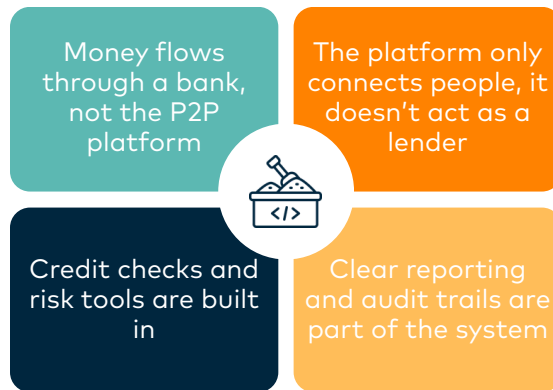 Money flows
through a bank,
not the P2P
platform
The platform only
connects people, it
doesn't act as a
lender
</>
Credit checks and
risk tools are built
in
Clear reporting
and audit trails are
part of the system